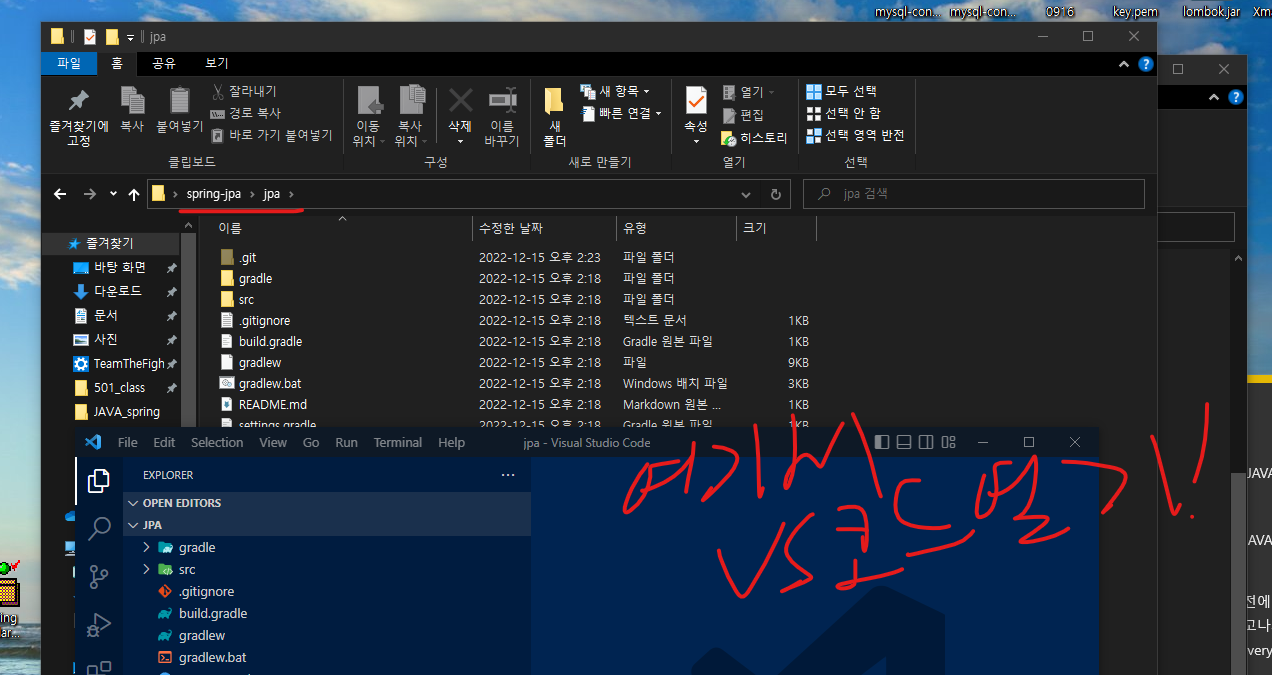 mysql-con... mysql-con... 0916 key.pem lombok.jar Xm
jpa
파일 홈 공유 보기
즐겨찾기에 고정
복사
붙여넣기
잘라내기
경로 복사
바로 가기 붙여넣기
클립보드
이동 위치
복사 위치
삭제
이름 바꾸기
구성
새 폴더
새 항목
빠른 연결
새로 만들기
속성
열기
편집
히스토리
열기
모두 선택
선택 안 함
선택 영역 반전
선택
spring-jpa jpa
jpa 검색
이름 수정한 날짜 유형 크기
즐겨찾기
바탕 화면
다운로드
문서
사진
TeamTheFigh
501_class
JAVA_spring
.git 2022-12-15 오후 2:23 파일 폴더
gradle 2022-12-15 오후 2:18 파일 폴더
src 2022-12-15 오후 2:18 파일 폴더
.gitignore 2022-12-15 오후 2:18 텍스트 문서 1KB
build.gradle 2022-12-15 오후 2:18 Gradle 원본 파일 1KB
gradlew 2022-12-15 오후 2:18 파일 9KB
gradlew.bat 2022-12-15 오후 2:18 Windows 배치 파일 3KB
README.md 2022-12-15 오후 2:18 Markdown 원본 ... 1KB
settings.gradle 2022-12-15 오후 2:18 Gradle 원본 파일 1KB
File Edit Selection View Go Run Terminal Help jpa - Visual Studio Code
EXPLORER
OPEN EDITORS
JPA
gradle
src
.gitignore
build.gradle
gradlew
gradlew.bat
여기서
VS코드 열기!
JAVA
AVA
전에
고나
very
ing
ar...